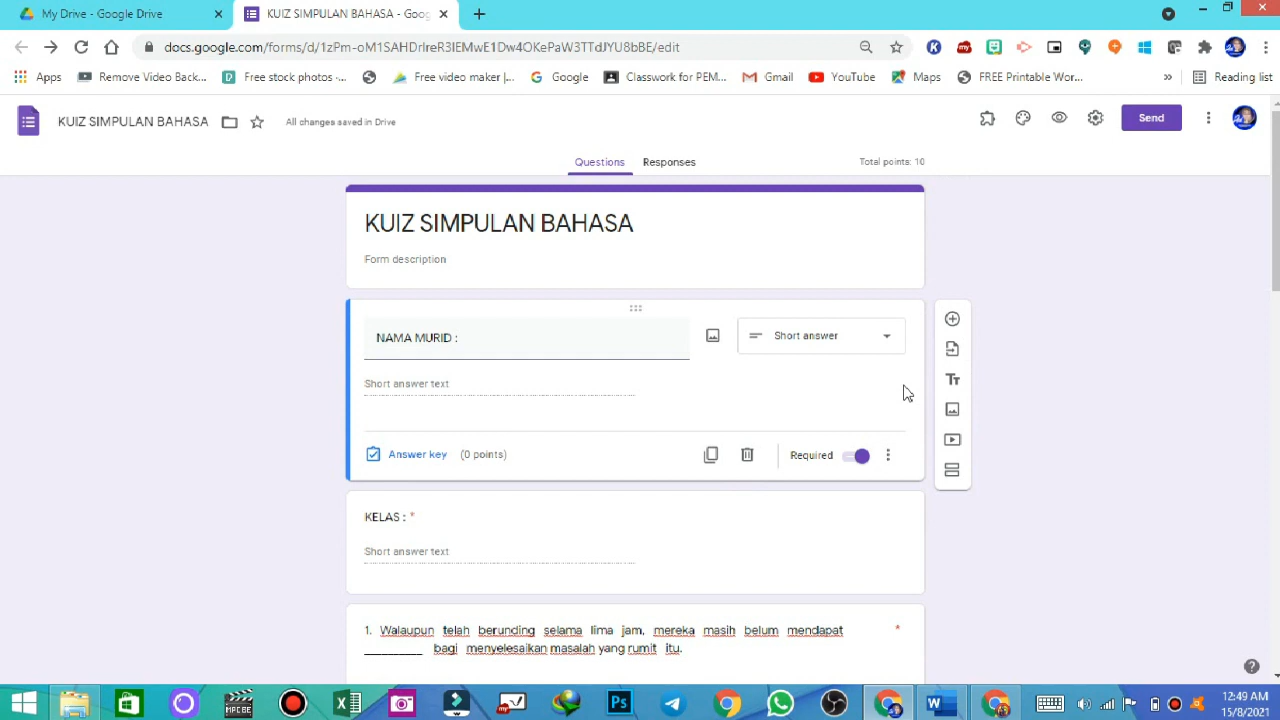 My Drive - Google Drive
KUIZ SIMPULAN BAHASA - Goog
docs.google.com/forms/d/1zPm-oM1SAHDrIreR3IEMwE1Dw4OKePaW3TTdJYU8bBE/edit
Apps
Remove Video Back...
Free stock photos -...
Free video maker |...
Google
Classwork for PEM...
Gmail
YouTube
Maps
FREE Printable Wor...
»
Reading list
KUIZ SIMPULAN BAHASA
All changes saved in Drive
Send
Questions
Responses
Total points: 10
KUIZ SIMPULAN BAHASA
Form description
NAMA MURID :
Short answer
Short answer text
Answer key
(0 points)
Required
KELAS : *
Short answer text
1. Walaupun telah berunding selama lima jam, mereka masih belum mendapat *
__________ bagi menyelesaikan masalah yang rumit itu.
12:49 AM
15/8/2021